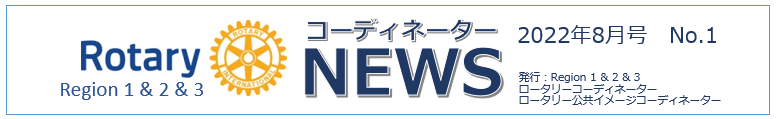 Rotary
Region 1 & 2 & 3
ROTARY
INTERNATIONAL
コーディネーター
NEWS
2022年8月号　No.1
発行：Region 1 & 2 & 3
ロータリーコーディネーター
ロータリー公共イメージコーディネーター